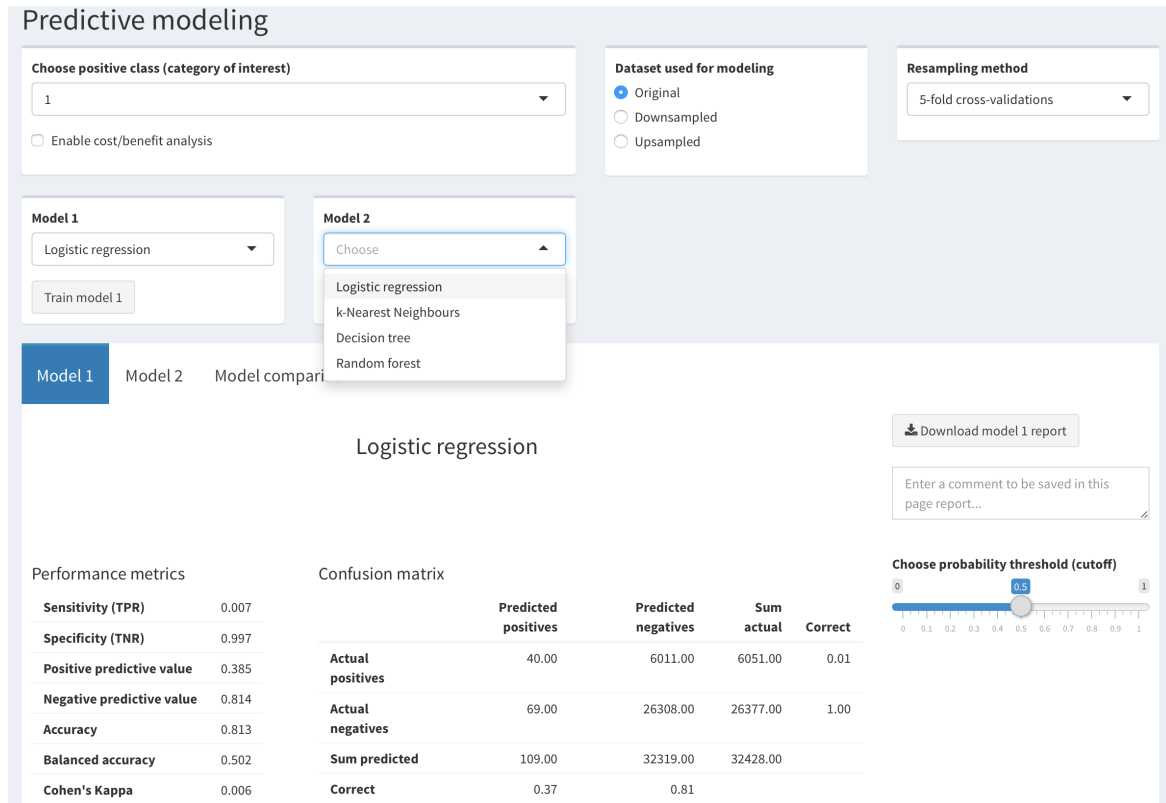 Predictive modeling
Choose positive class (category of interest)
1
Enable cost/benefit analysis
Dataset used for modeling
Original
Downsampled
Upsampled
Resampling method
5-fold cross-validations
Model 1
Logistic regression
Train model 1
Model 2
Choose
Logistic regression
k-Nearest Neighbours
Decision tree
Random forest
Model 1 Model 2 Model compari
Logistic regression
Download model 1 report
Enter a comment to be saved in this
page report...
Choose probability threshold (cutoff)
0 0.5 1
0 0.1 0.2 0.3 0.4 0.5 0.6 0.7 0.8 0.9 1
Performance metrics
Sensitivity (TPR) 0.007
Specificity (TNR) 0.997
Positive predictive value 0.385
Negative predictive value 0.814
Accuracy 0.813
Balanced accuracy 0.502
Cohen's Kappa 0.006
Confusion matrix
Predicted positives Predicted negatives Sum actual Correct
Actual positives 40.00 6011.00 6051.00 0.01
Actual negatives 69.00 26308.00 26377.00 1.00
Sum predicted 109.00 32319.00 32428.00
Correct 0.37 0.81